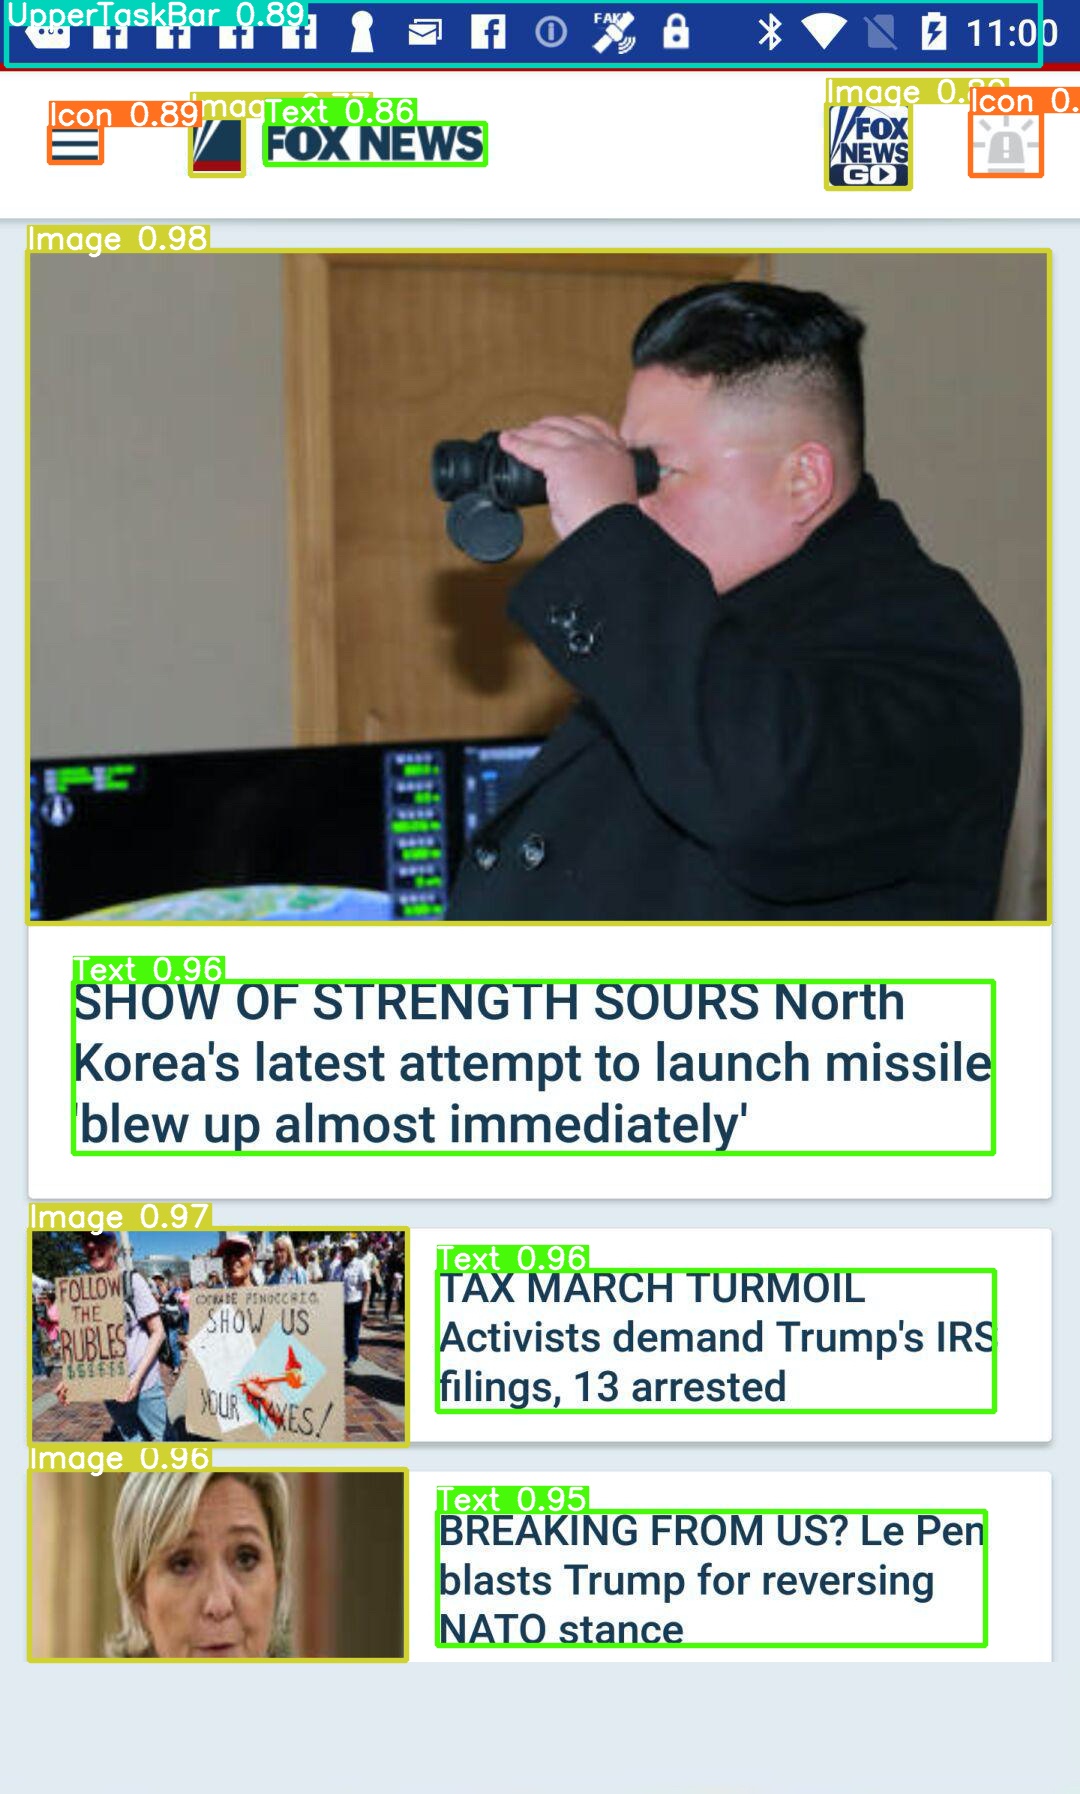 UpperTaskBar 0.89
FAKE
11:00
Icon 0.89
Text 0.86
Image 0.
Icon 0.
FOX NEWS
FOX
NEWS
GO
Image 0.98
Text 0.96
SHOW OF STRENGTH SOURS North
Korea's latest attempt to launch missile
'blew up almost immediately'
Image 0.97
FOLLOW
THE
RUBLES
$$$$$$
SHOW US
YOUR TAXES!
Text 0.96
TAX MARCH TURMOIL
Activists demand Trump's IRS
filings, 13 arrested
Image 0.96
Text 0.95
BREAKING FROM US? Le Pen
blasts Trump for reversing
NATO stance